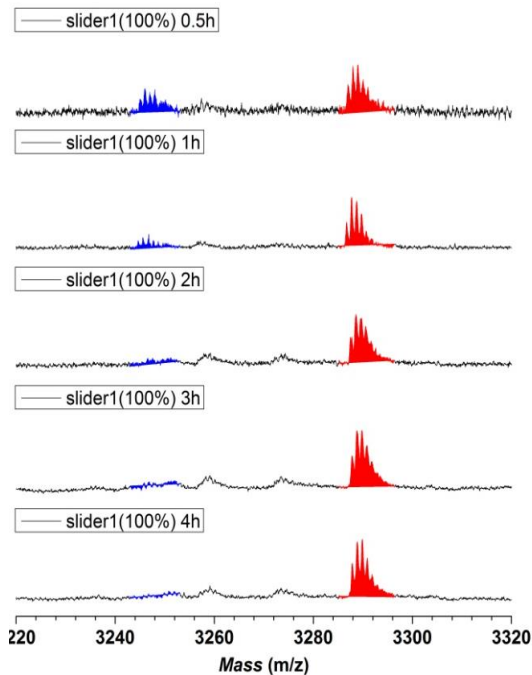 slider1(100%) 0.5h
slider1(100%) 1h
slider1(100%) 2h
slider1(100%) 3h
slider1(100%) 4h
220 3240 3260 3280 3300 3320
Mass (m/z)